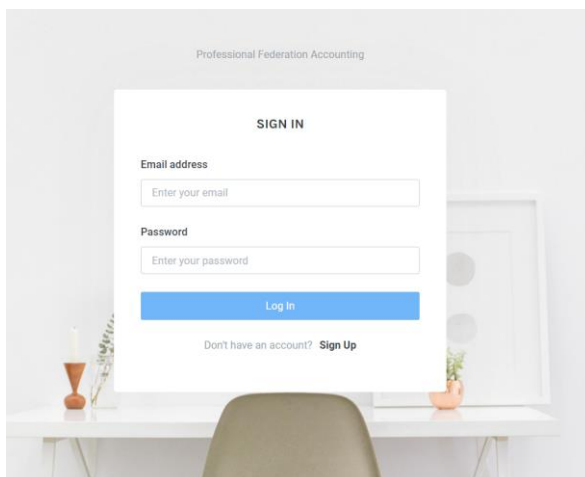 Professional Federation Accounting
SIGN IN
Email address
Enter your email
Password
Enter your password
Log In
Don't have an account? Sign Up